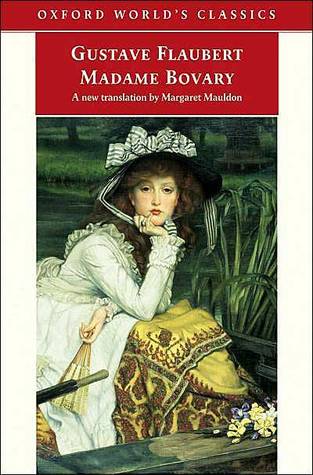 OXFORD WORLD'S CLASSICS
GUSTAVE FLAUBERT
MADAME BOVARY
A new translation by Margaret Mauldon